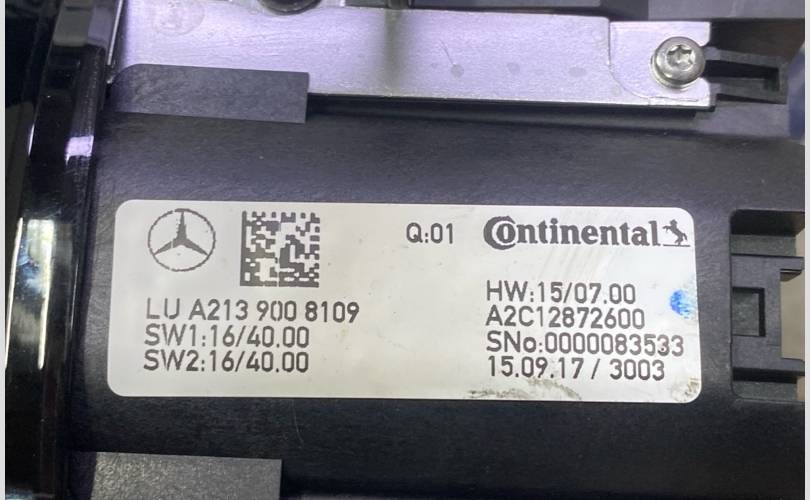 Q:01
Continental
LU A213 900 8109
SW1:16/40.00
SW2:16/40.00
HW:15/07.00
A2C12872600
SNo:0000083533
15.09.17 / 3003